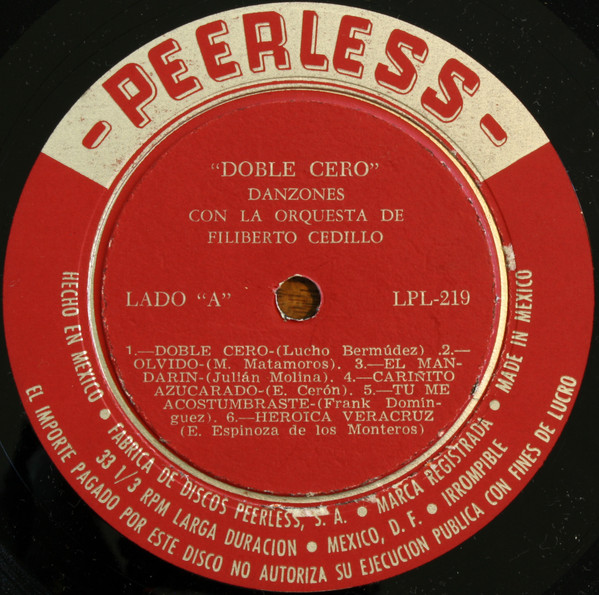 - PEERLESS -
"DOBLE CERO"
DANZONES
CON LA ORQUESTA DE
FILIBERTO CEDILLO
LADO "A"
LPL-219
1.—DOBLE CERO-(Lucho Bermúdez) .2.—
OLVIDO-(M. Matamoros). 3.—EL MAN-
DARIN-(Julián Molina). 4.—CARIÑITO
AZUCARADO-(E. Cerón). 5.—TU ME
ACOSTUMBRASTE-(Frank Domín-
guez). 6.—HEROICA VERACRUZ
(E. Espinoza de los Monteros)
HECHO EN MEXICO • FABRICA DE DISCOS PEERLESS, S. A. • MARCA REGISTRADA • MADE IN MEXICO
33 1/3 RPM LARGA DURACION • MEXICO, D. F. • IRROMPIBLE
EL IMPORTE PAGADO POR ESTE DISCO NO AUTORIZA SU EJECUCION PUBLICA CON FINES DE LUCRO